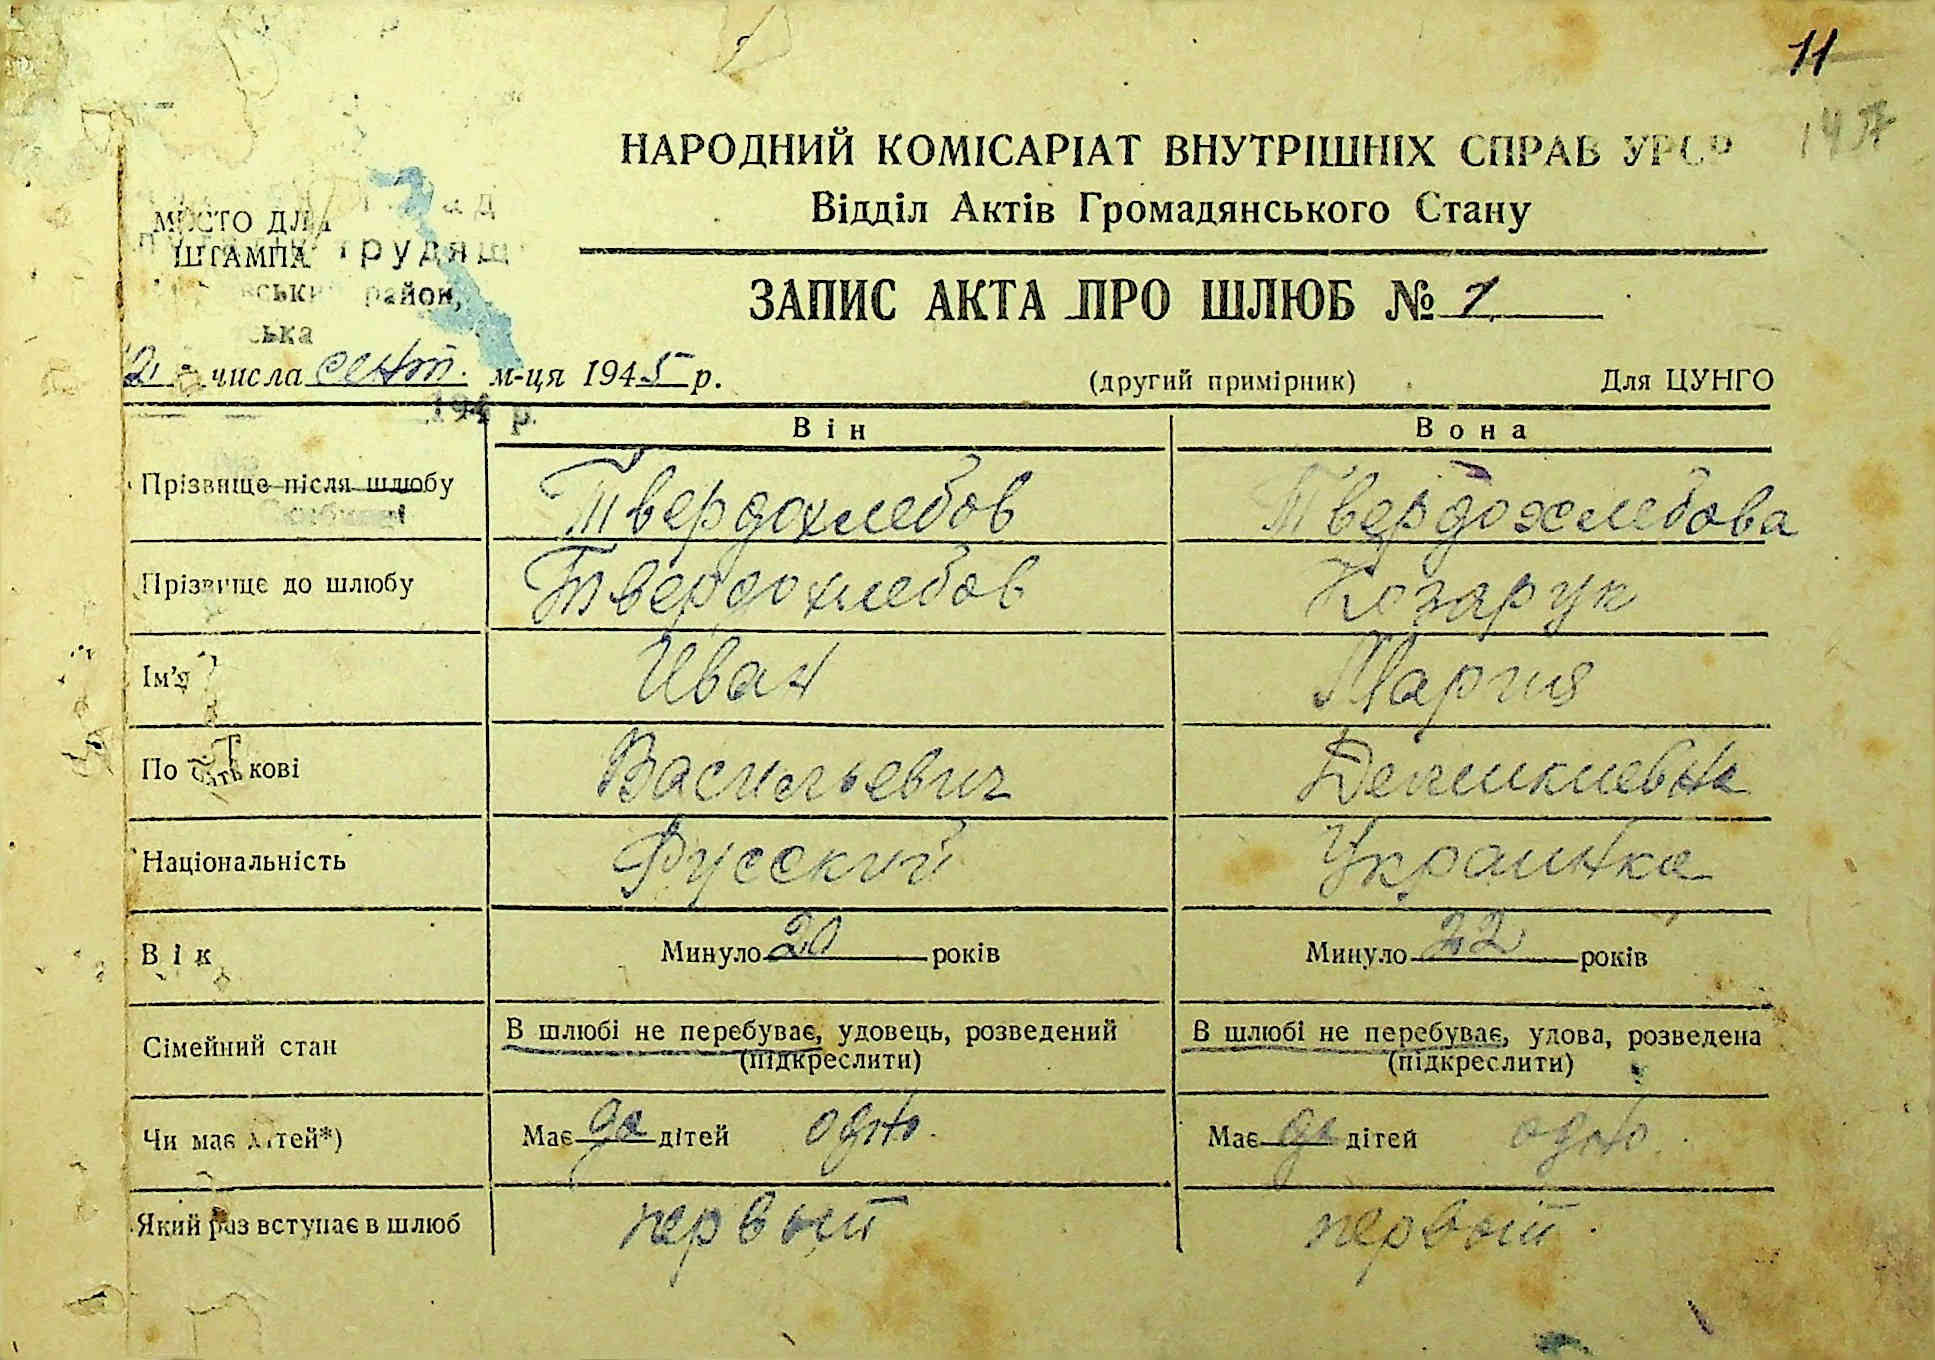 11
1437
НАРОДНИЙ КОМІСАРІАТ ВНУТРІШНІХ СПРАВ УРСР
Відділ Актів Громадянського Стану
МІСТО ДЛЯ
ШТАМПА
район,
ЗАПИС АКТА ПРО ШЛЮБ № 1.
2 числа сент. м-ця 1945 р.
(другий примірник) Для ЦУНГО
194 р.
Він Вона
Прізвище після шлюбу Твердохлебов Твердохлебова
Прізвище до шлюбу Твердохлебов Козарук
Ім'я Иван Мария
По батькові Васильевич
Національність Русский Украинка
Вік Минуло 20 років Минуло 22 років
Сімейний стан В шлюбі не перебуває, удовець, розведений В шлюбі не перебуває, удова, розведена
(підкреслити) (підкреслити)
Чи має дітей*) Має да дітей одно. Має да дітей одно.
Який раз вступає в шлюб первый первый.